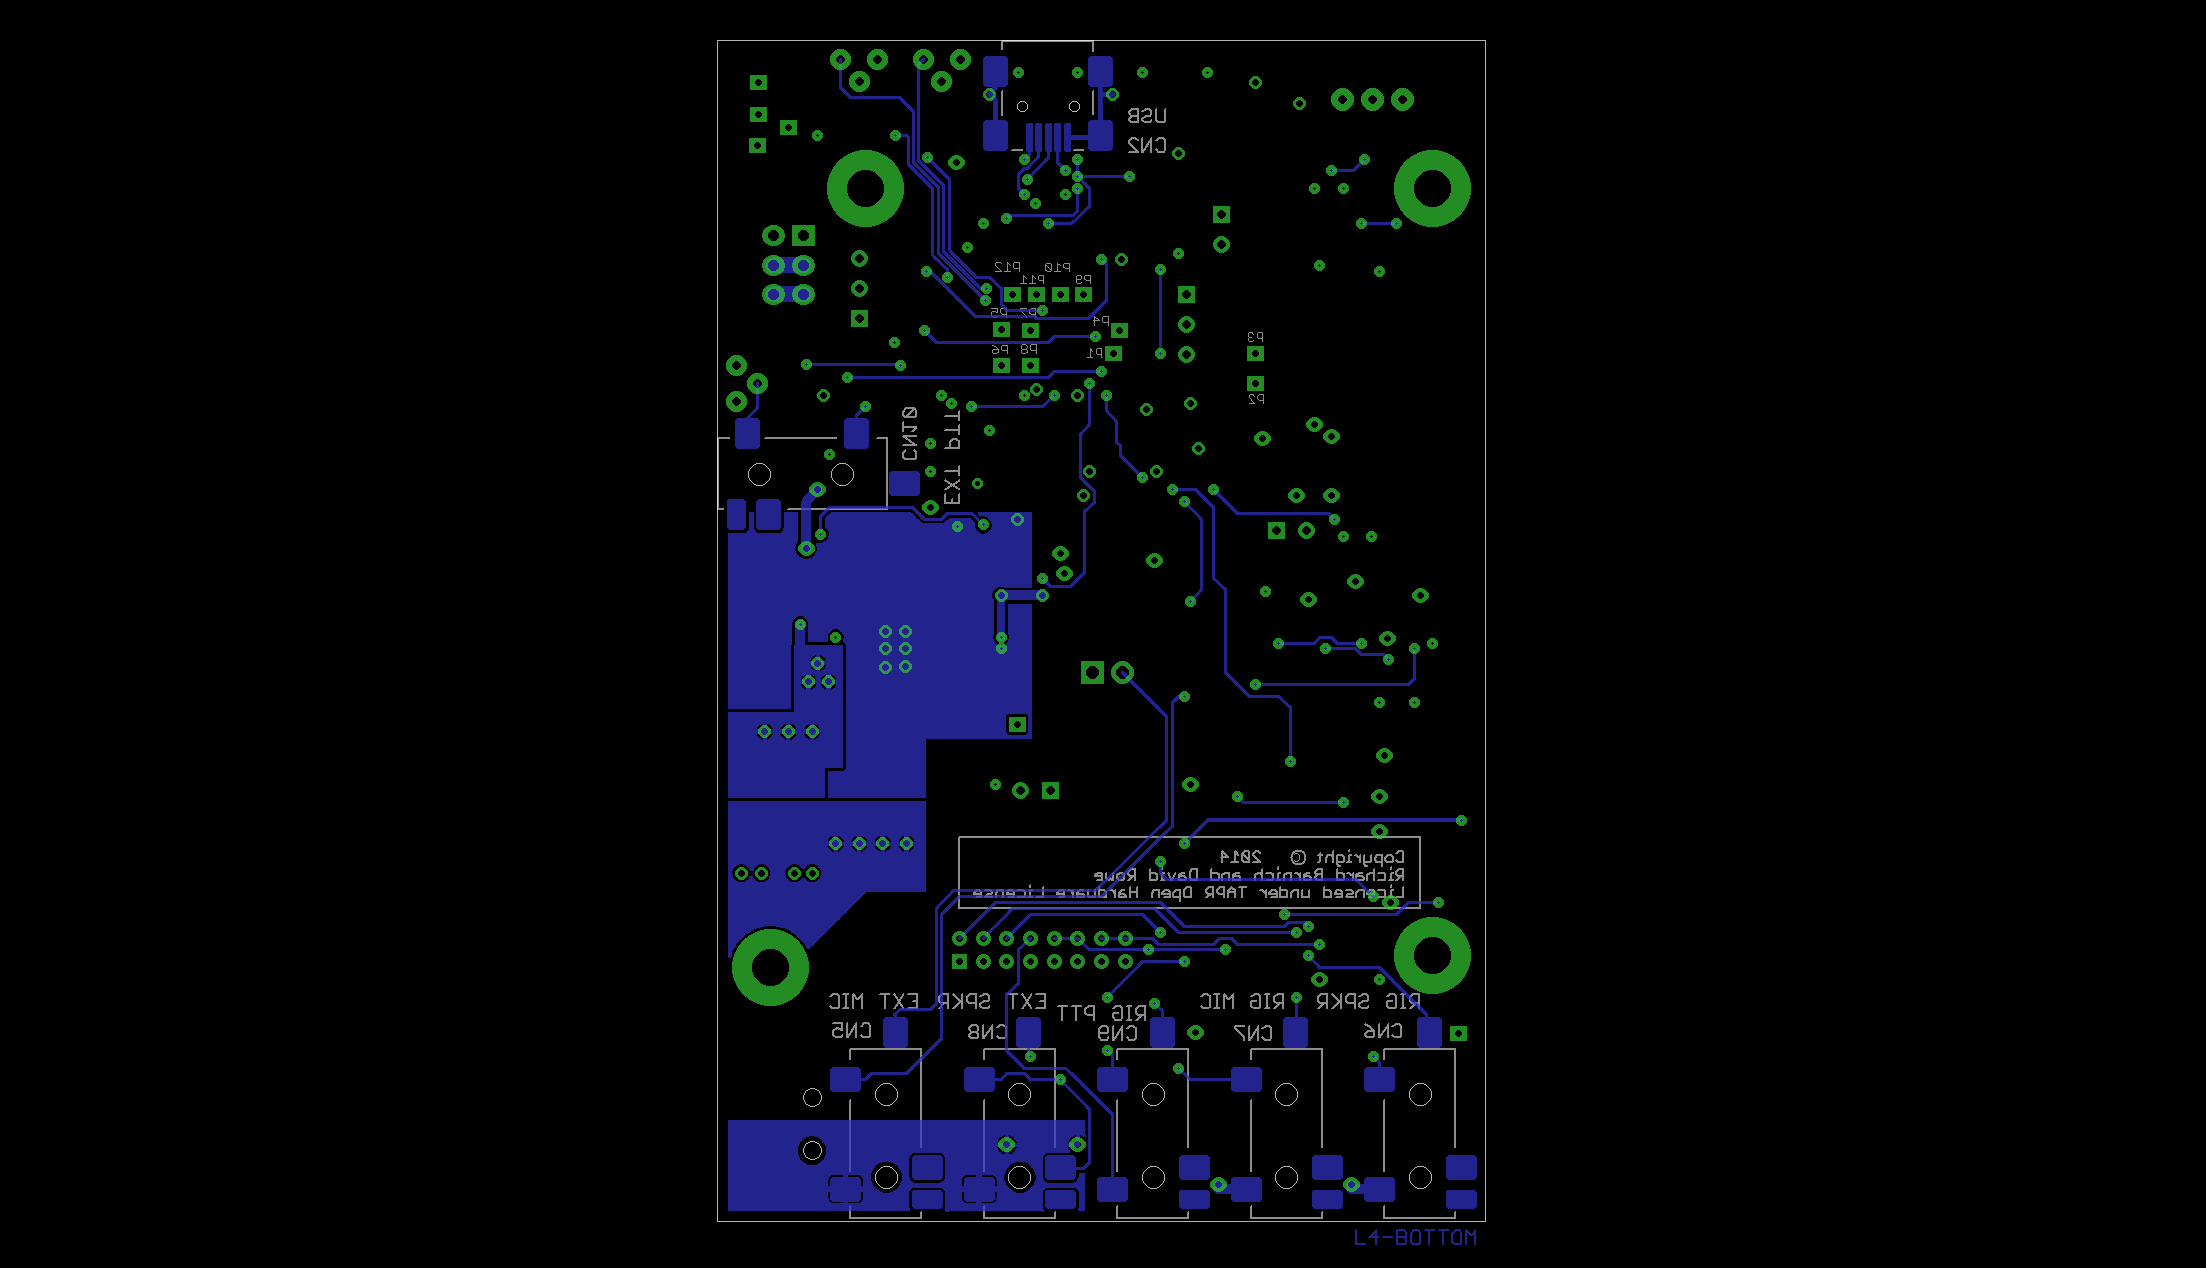 USB
CN2
P12
P10
P11
P9
P5
P7
P4
P6
P8
P1
P3
P2
CN10
EXT PTT
Copyright © 2014
Richard Barnich and David Rowe
Licensed under TAPR Open Hardware License
EXT MIC
EXT SPKR
RIG PTT
RIG MIC
RIG SPKR
CN5
CN8
CN9
CN7
CN6
L4-BOTTOM